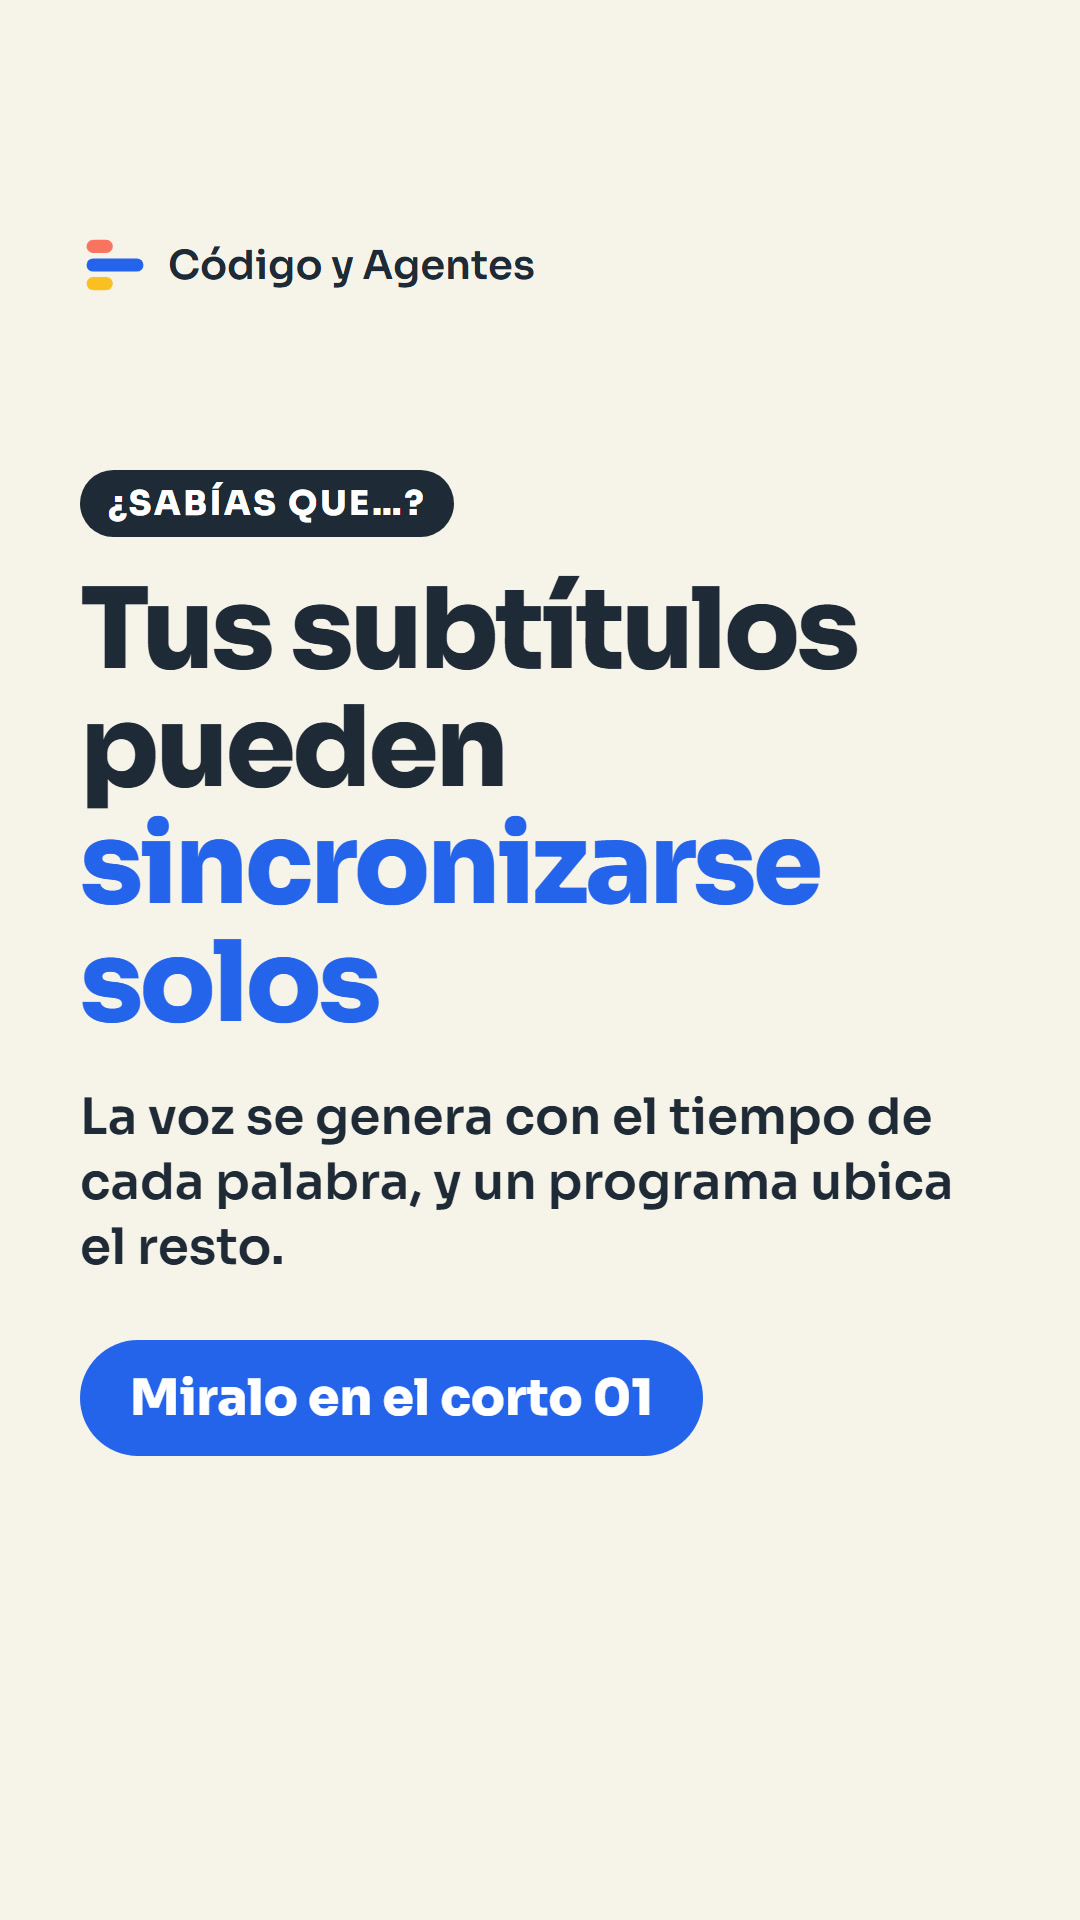 Código y Agentes
¿SABÍAS QUE...?
Tus subtítulos
pueden
sincronizarse
solos
La voz se genera con el tiempo de
cada palabra, y un programa ubica
el resto.
Miralo en el corto 01